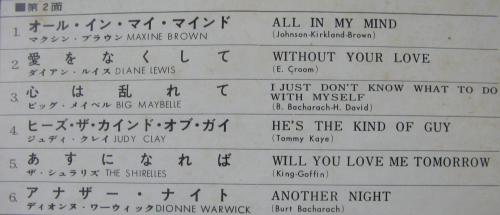 ■第2面
1. オール・イン・マイ・マインド ALL IN MY MIND
マクシン・ブラウン MAXINE BROWN (Johnson-Kirkland-Brown)
2. 愛をなくして WITHOUT YOUR LOVE
ダイアン・ルイス DIANE LEWIS (E. Croom)
3. 心は乱れて I JUST DON'T KNOW WHAT TO DO
WITH MYSELF
ビッグ・メイベル BIG MAYBELLE (B. Bacharach-H. David)
4. ヒーズ・ザ・カインド・オブ・ガイ HE'S THE KIND OF GUY
ジュディ・クレイ JUDY CLAY (Tommy Kaye)
5. あすになれば WILL YOU LOVE ME TOMORROW
ザ・シュラリズ THE SHIRELLES (King-Goffin)
6. アナザー・ナイト ANOTHER NIGHT
ディオンヌ・ワーウィック DIONNE WARWICK (Burt Bacharach)